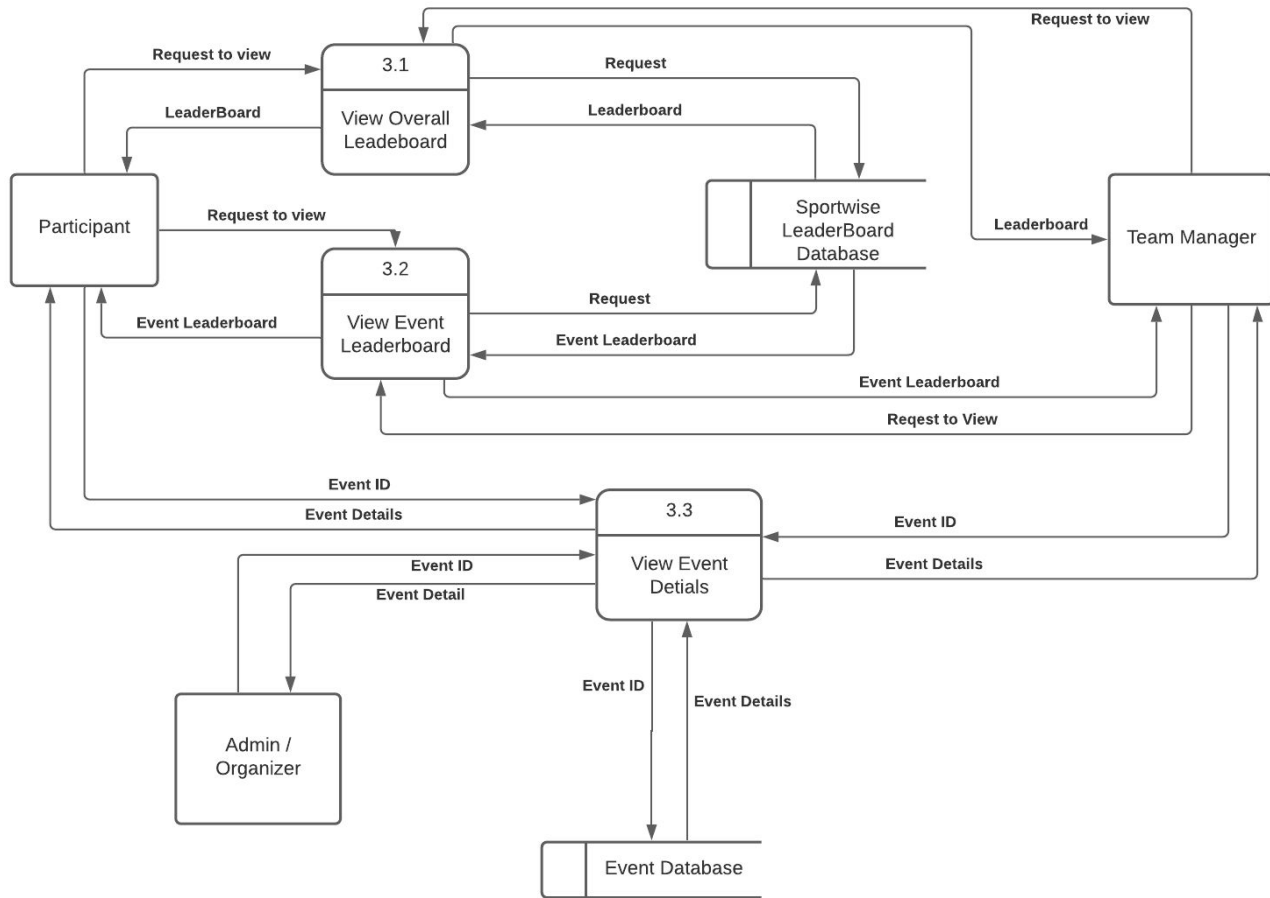 Request to view
Request to view
3.1
Request
LeaderBoard
View Overall
Leadeboard
Leaderboard
Participant
Request to view
Sportwise
LeaderBoard
Database
Leaderboard
Team Manager
3.2
Request
Event Leaderboard
View Event
Leaderboard
Event Leaderboard
Event Leaderboard
Reqest to View
Event ID
3.3
Event Details
Event ID
Event ID
View Event
Detials
Event Details
Event Detail
Event ID
Event Details
Admin /
Organizer
Event Database